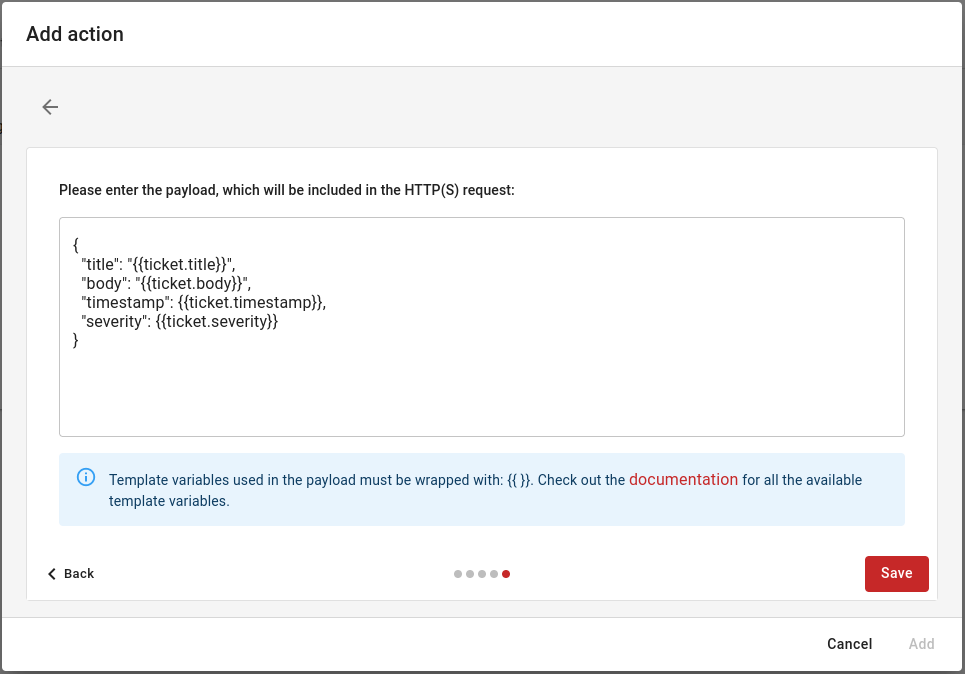 Add action
Please enter the payload, which will be included in the HTTP(S) request:
{
"title": "{{ticket.title}}",
"body": "{{ticket.body}}",
"timestamp": {{ticket.timestamp}},
"severity": {{ticket.severity}}
}
Template variables used in the payload must be wrapped with: {{ }}. Check out the documentation for all the available
template variables.
Back
Save
Cancel
Add